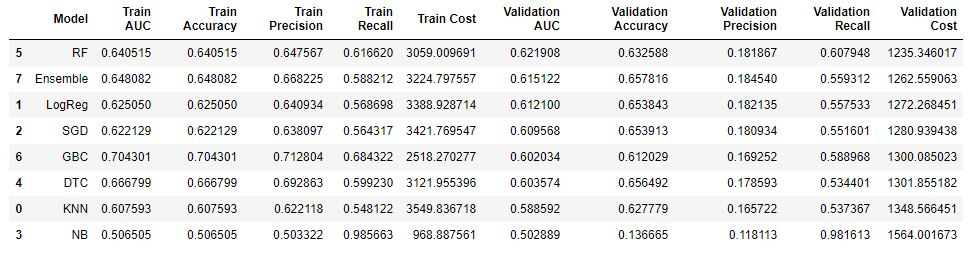 Model Train AUC Train Accuracy Train Precision Train Recall Train Cost Validation AUC Validation Accuracy Validation Precision Validation Recall Validation Cost
5 RF 0.640515 0.640515 0.647567 0.616620 3059.009691 0.621908 0.632588 0.181867 0.607948 1235.346017
7 Ensemble 0.648082 0.648082 0.668225 0.588212 3224.797557 0.615122 0.657816 0.184540 0.559312 1262.559063
1 LogReg 0.625050 0.625050 0.640934 0.568698 3388.928714 0.612100 0.653843 0.182135 0.557533 1272.268451
2 SGD 0.622129 0.622129 0.638097 0.564317 3421.769547 0.609568 0.653913 0.180934 0.551601 1280.939438
6 GBC 0.704301 0.704301 0.712804 0.684322 2518.270277 0.602034 0.612029 0.169252 0.588968 1300.085023
4 DTC 0.666799 0.666799 0.692863 0.599230 3121.955396 0.603574 0.656492 0.178593 0.534401 1301.855182
0 KNN 0.607593 0.607593 0.622118 0.548122 3549.836718 0.588592 0.627779 0.165722 0.537367 1348.566451
3 NB 0.506505 0.506505 0.503322 0.985663 968.887561 0.502889 0.136665 0.118113 0.981613 1564.001673